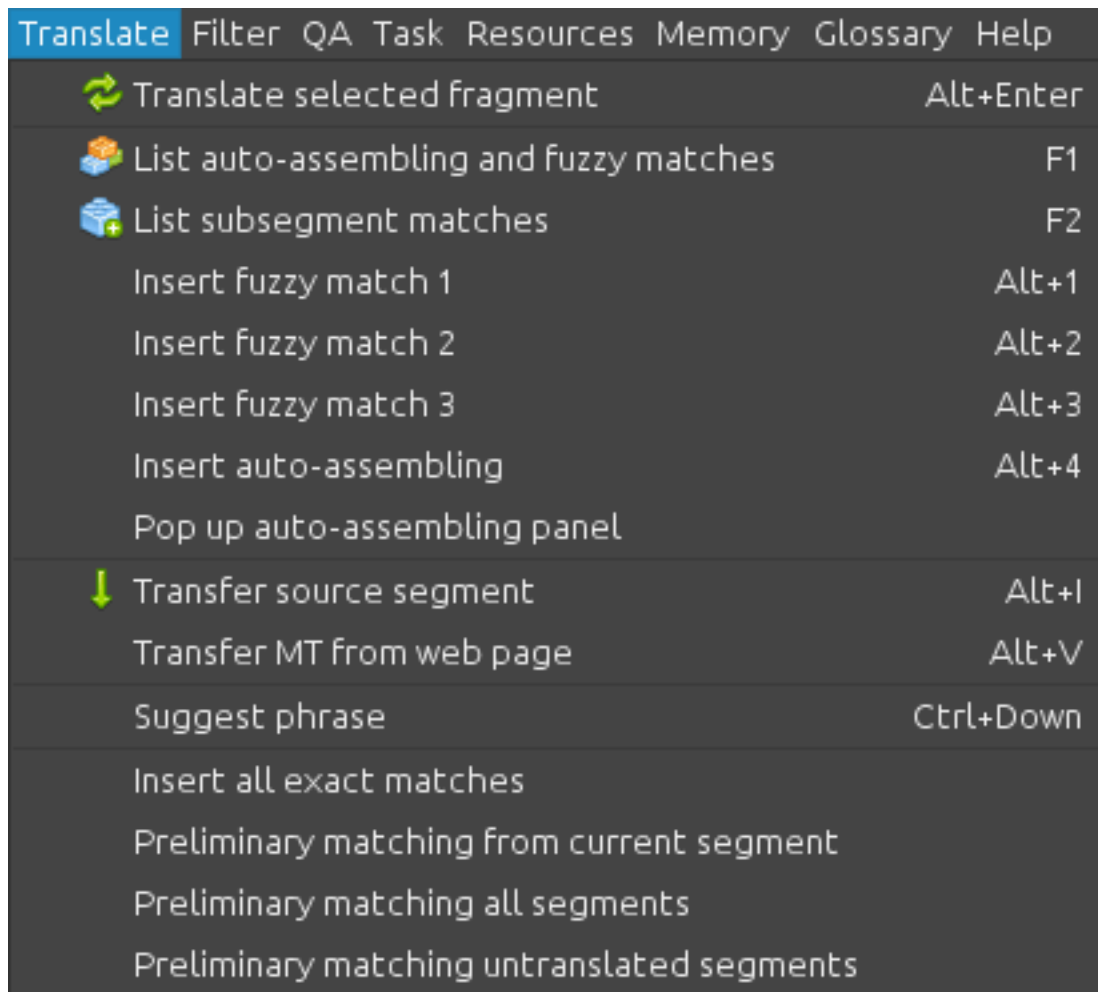 Translate Filter QA Task Resources Memory Glossary Help
Translate selected fragment Alt+Enter
List auto-assembling and fuzzy matches F1
List subsegment matches F2
Insert fuzzy match 1 Alt+1
Insert fuzzy match 2 Alt+2
Insert fuzzy match 3 Alt+3
Insert auto-assembling Alt+4
Pop up auto-assembling panel
Transfer source segment Alt+I
Transfer MT from web page Alt+V
Suggest phrase Ctrl+Down
Insert all exact matches
Preliminary matching from current segment
Preliminary matching all segments
Preliminary matching untranslated segments